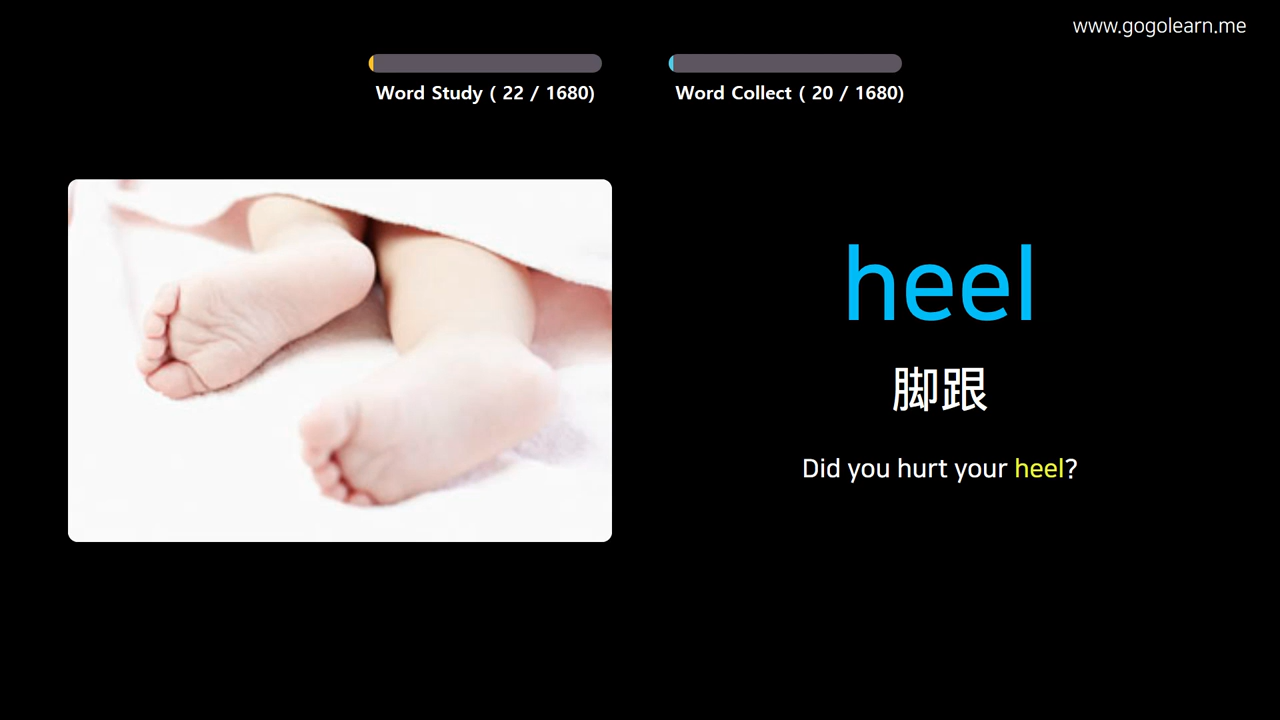 www.gogolearn.me
Word Study ( 22 / 1680)
Word Collect ( 20 / 1680)
heel
脚跟
Did you hurt your heel?